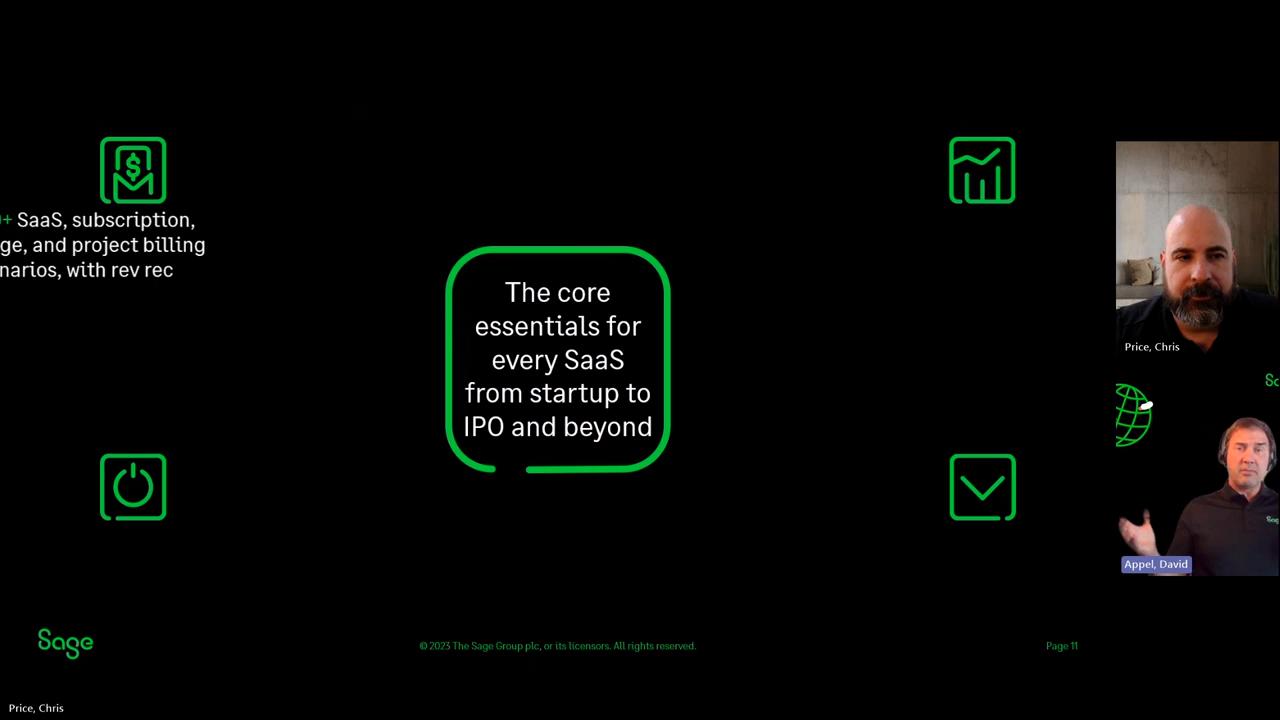 + SaaS, subscription,
ge, and project billing
narios, with rev rec
The core
essentials for
every SaaS
from startup to
IPO and beyond
Price, Chris
Appel, David
Sage
© 2023 The Sage Group plc, or its licensors. All rights reserved.
Page 11
Price, Chris